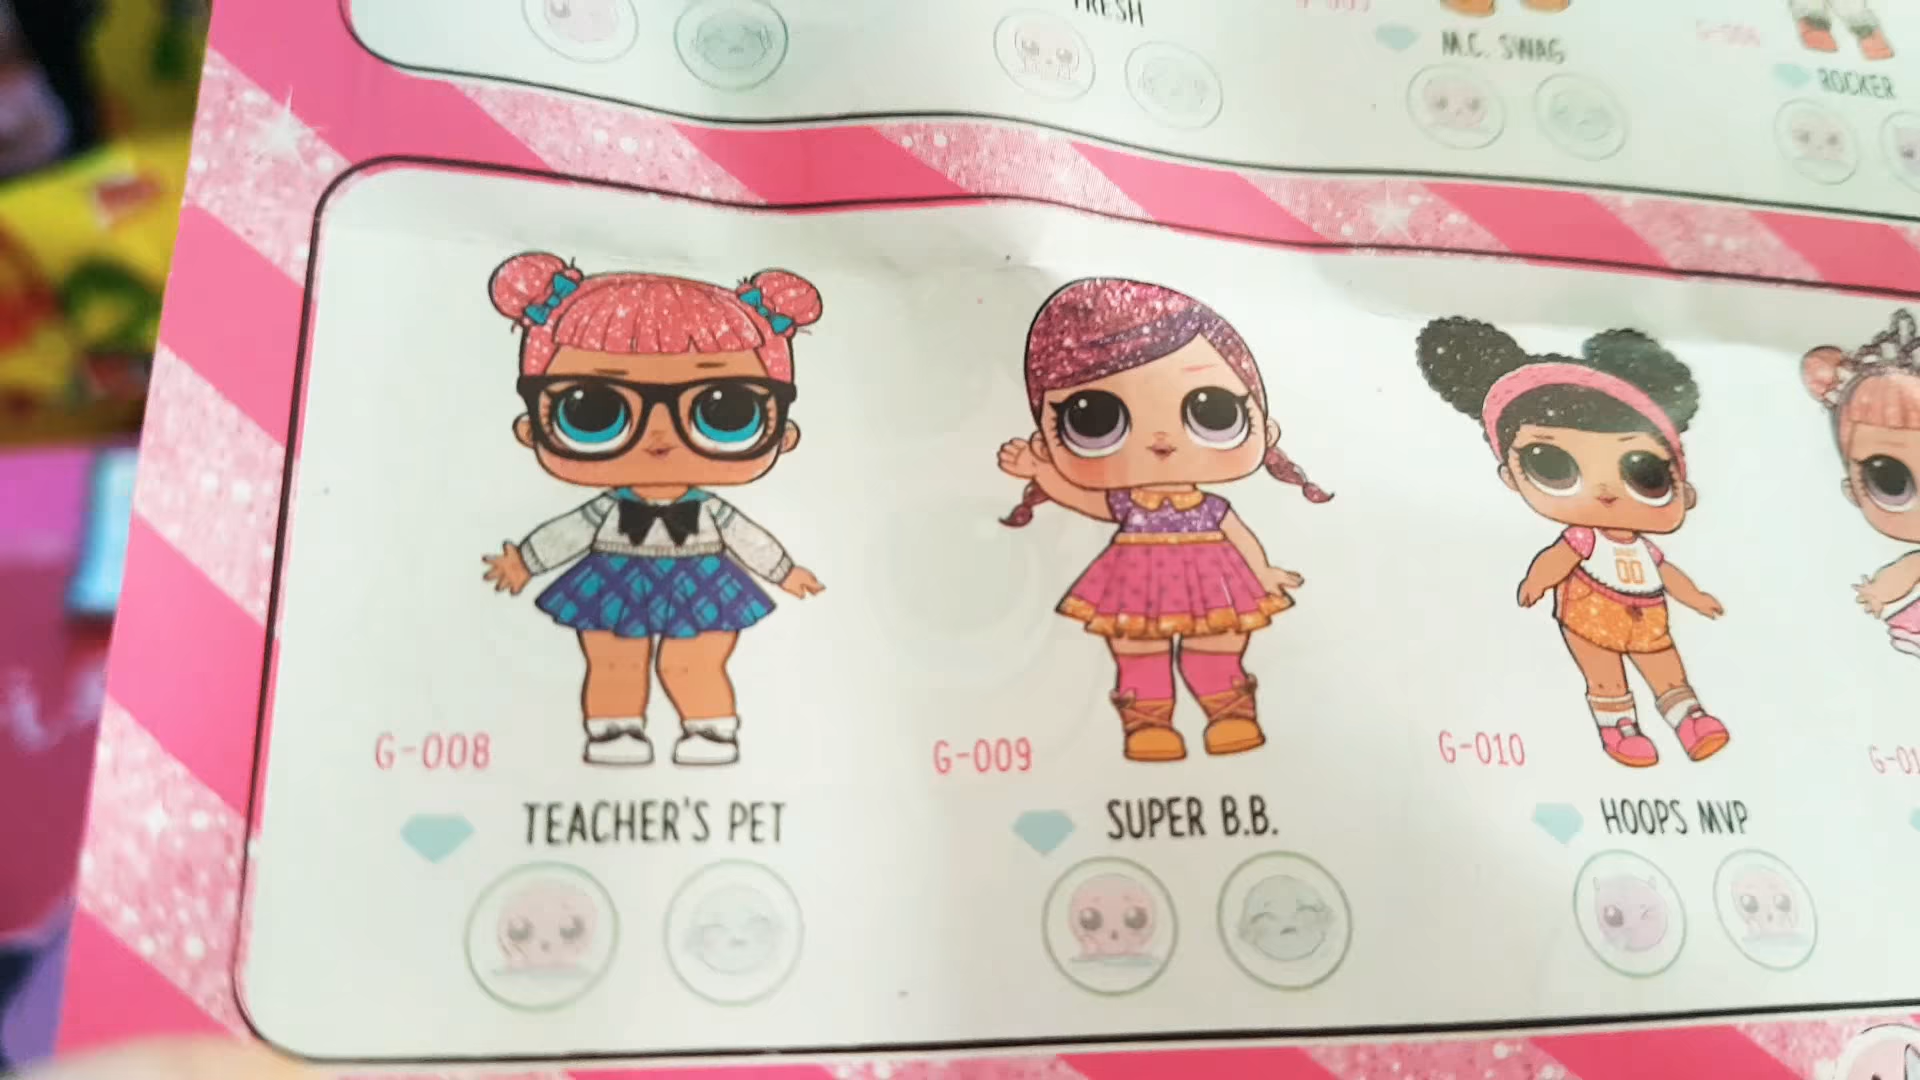 FRESH
M.C. SWAG
ROCKER
G-008
TEACHER'S PET
G-009
SUPER B.B.
G-010
HOOPS MVP
00